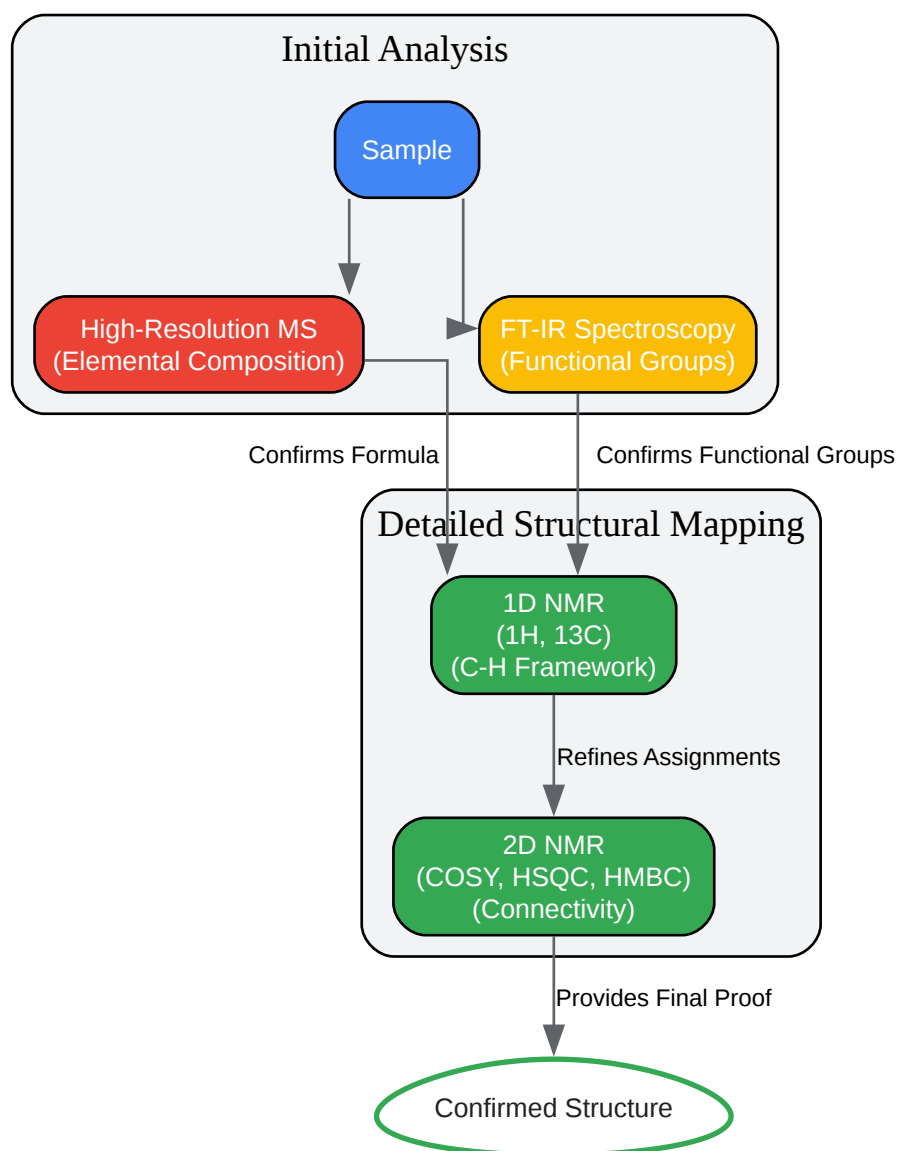 Initial Analysis
Sample
High-Resolution MS
(Elemental Composition)
FT-IR Spectroscopy
(Functional Groups)
Confirms Formula
Confirms Functional Groups
Detailed Structural Mapping
1D NMR
(1H, 13C)
(C-H Framework)
Refines Assignments
2D NMR
(COSY, HSQC, HMBC)
(Connectivity)
Provides Final Proof
Confirmed Structure